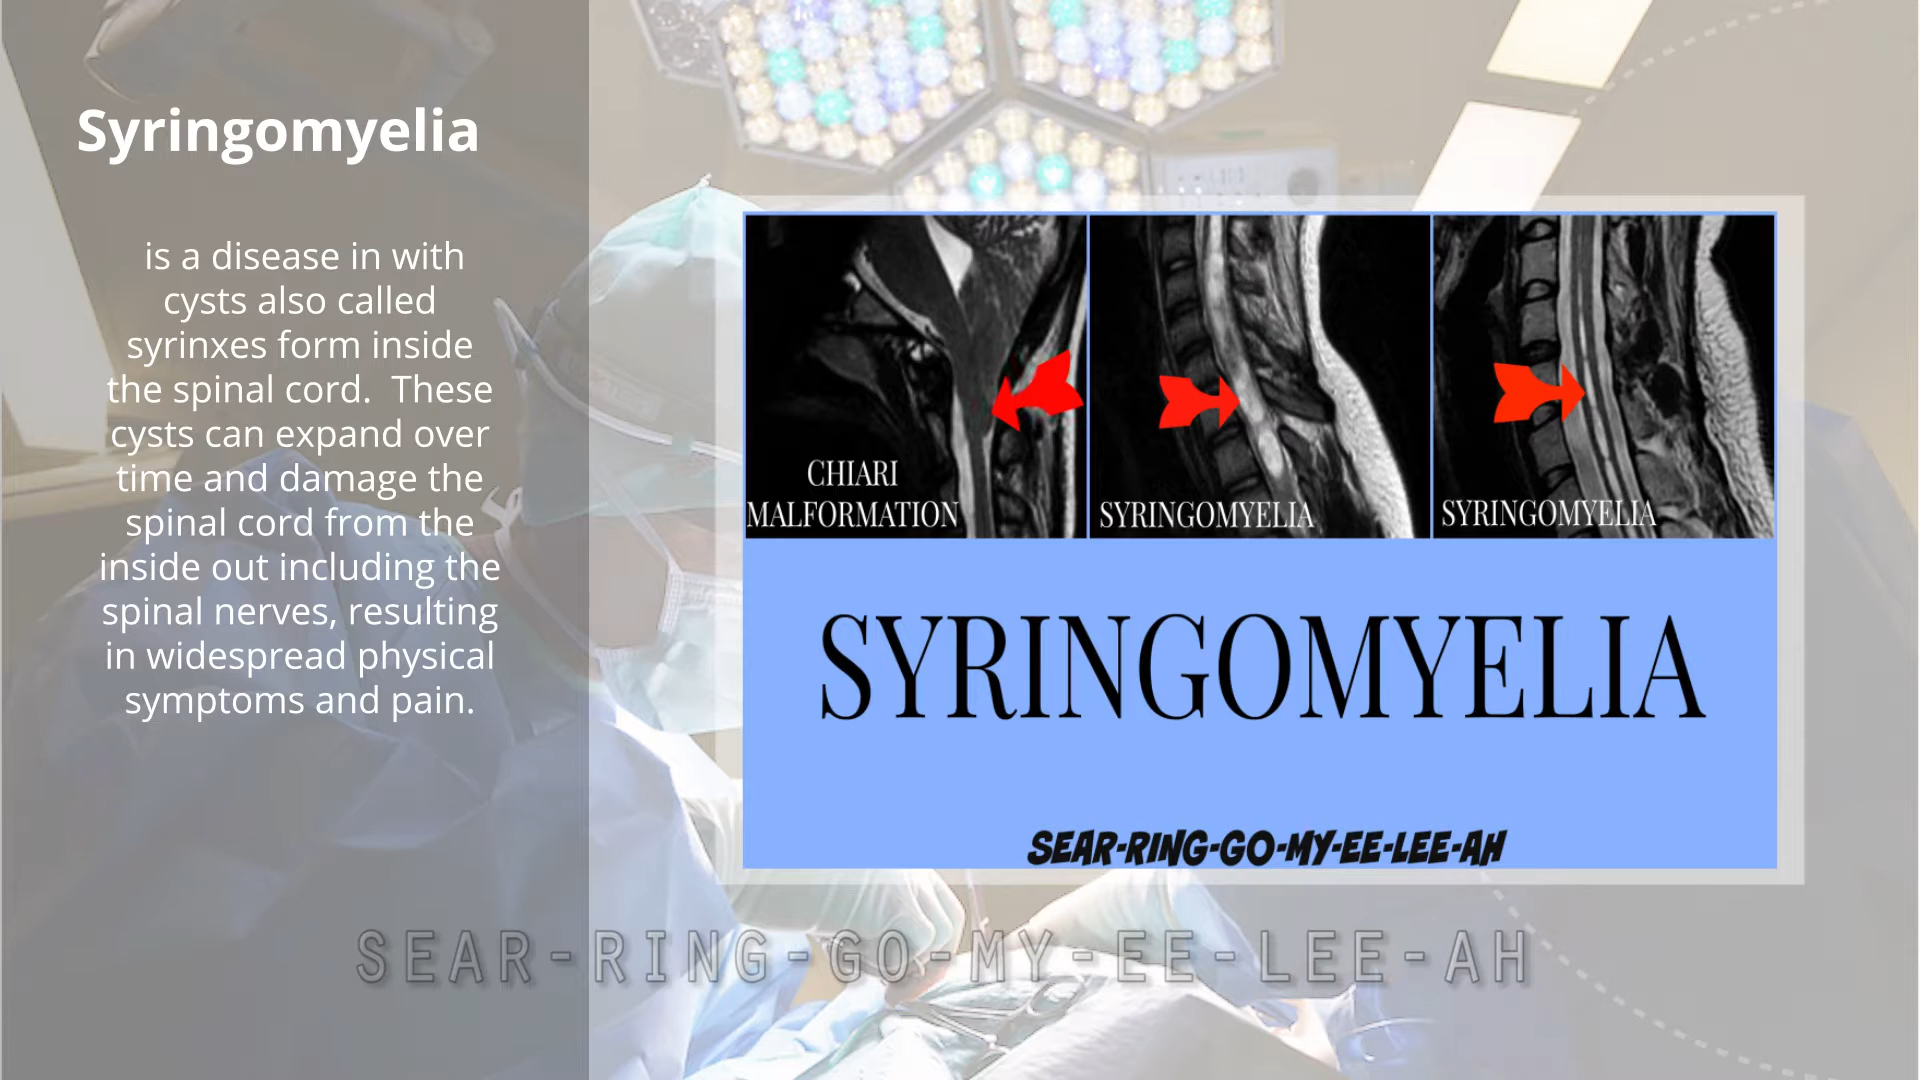 Syringomyelia
is a disease in with
cysts also called
syrinxes form inside
the spinal cord.  These
cysts can expand over
time and damage the
spinal cord from the
inside out including the
spinal nerves, resulting
in widespread physical
symptoms and pain.
CHIARI
MALFORMATION
SYRINGOMYELIA
SYRINGOMYELIA
SYRINGOMYELIA
SEAR-RING-GO-MY-EE-LEE-AH
SEAR-RING-GO-MY-EE-LEE-AH